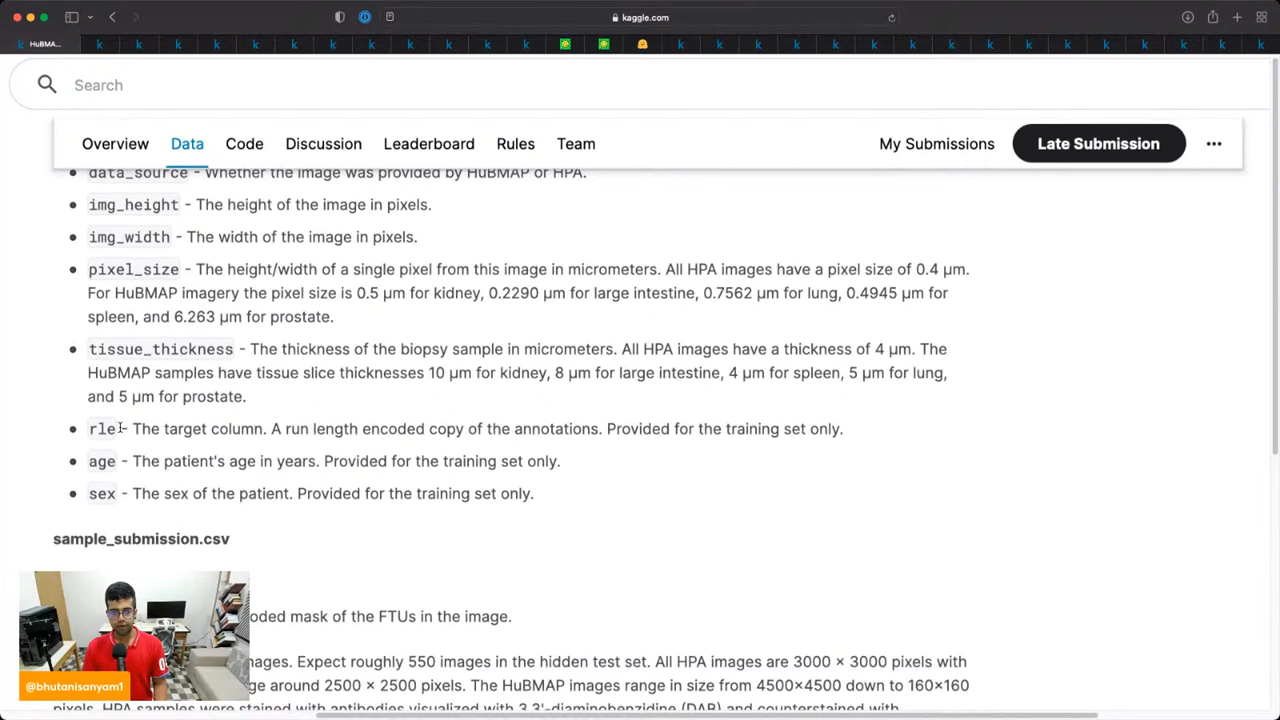 kaggle.com
HuBMA...
Search
Overview Data Code Discussion Leaderboard Rules Team My Submissions Late Submission ...
data_source - Whether the image was provided by HuBMAP or HPA.
img_height - The height of the image in pixels.
img_width - The width of the image in pixels.
pixel_size - The height/width of a single pixel from this image in micrometers. All HPA images have a pixel size of 0.4 µm.
For HuBMAP imagery the pixel size is 0.5 µm for kidney, 0.2290 µm for large intestine, 0.7562 µm for lung, 0.4945 µm for
spleen, and 6.263 µm for prostate.
tissue_thickness - The thickness of the biopsy sample in micrometers. All HPA images have a thickness of 4 µm. The
HuBMAP samples have tissue slice thicknesses 10 µm for kidney, 8 µm for large intestine, 4 µm for spleen, 5 µm for lung,
and 5 µm for prostate.
rle - The target column. A run length encoded copy of the annotations. Provided for the training set only.
age - The patient's age in years. Provided for the training set only.
sex - The sex of the patient. Provided for the training set only.
sample_submission.csv
oded mask of the FTUs in the image.
nages. Expect roughly 550 images in the hidden test set. All HPA images are 3000 × 3000 pixels with
ge around 2500 × 2500 pixels. The HuBMAP images range in size from 4500×4500 down to 160×160
pixels. HPA samples were stained with antibodies visualized with 3,3'-diaminobenzidine (DAB) and counterstained with
@bhutanisanyam1